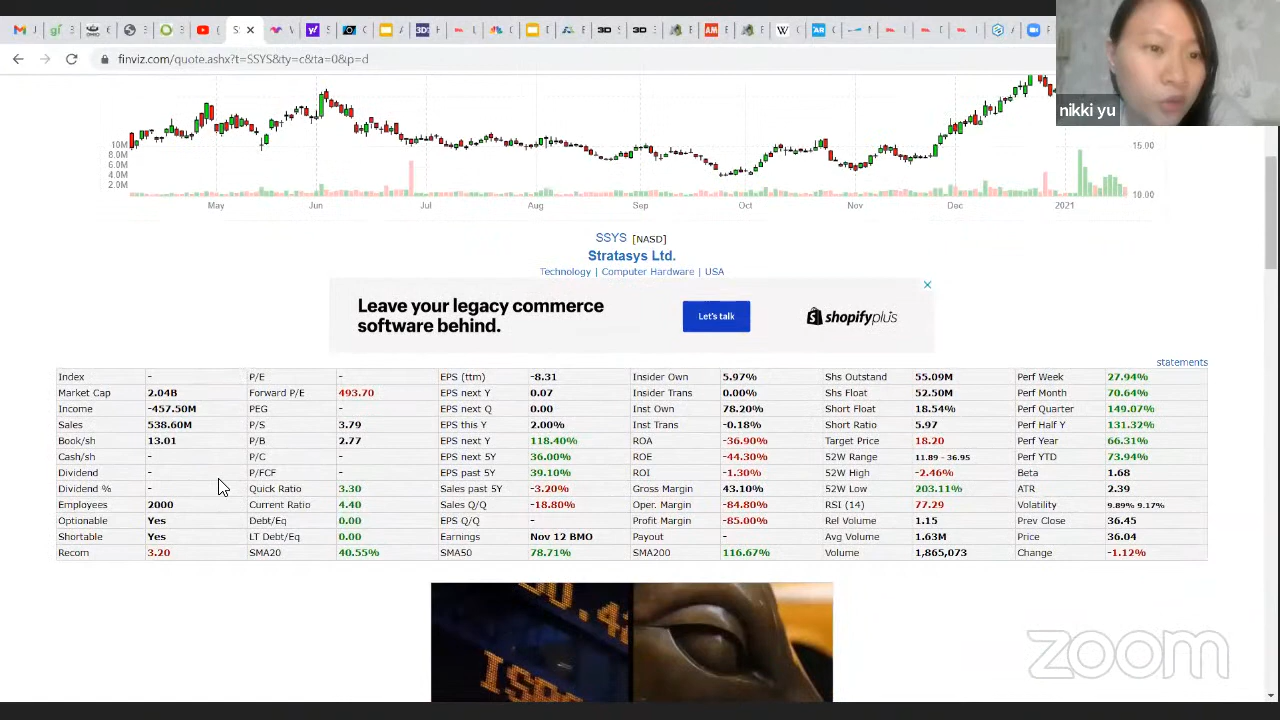 finviz.com/quote.ashx?t=SSYS&ty=c&ta=0&p=d
nikki yu
10M
8.0M
6.0M
4.0M
2.0M
15.00
10.00
May Jun Jul Aug Sep Oct Nov Dec 2021
SSYS [NASD]
Stratasys Ltd.
Technology | Computer Hardware | USA
Leave your legacy commerce
software behind.
Let's talk
shopifyplus
statements
Index - P/E - EPS (ttm) -8.31 Insider Own 5.97% Shs Outstand 55.09M Perf Week 27.94%
Market Cap 2.04B Forward P/E 493.70 EPS next Y 0.07 Insider Trans 0.00% Shs Float 52.50M Perf Month 70.64%
Income -457.50M PEG - EPS next Q 0.00 Inst Own 78.20% Short Float 18.54% Perf Quarter 149.07%
Sales 538.60M P/S 3.79 EPS this Y 2.00% Inst Trans -0.18% Short Ratio 5.97 Perf Half Y 131.32%
Book/sh 13.01 P/B 2.77 EPS next Y 118.40% ROA -36.90% Target Price 18.20 Perf Year 66.31%
Cash/sh - P/C - EPS next 5Y 36.00% ROE -44.30% 52W Range 11.89 - 36.95 Perf YTD 73.94%
Dividend - P/FCF - EPS past 5Y 39.10% ROI -1.30% 52W High -2.46% Beta 1.68
Dividend % - Quick Ratio 3.30 Sales past 5Y -3.20% Gross Margin 43.10% 52W Low 203.11% ATR 2.39
Employees 2000 Current Ratio 4.40 Sales Q/Q -18.80% Oper. Margin -84.80% RSI (14) 77.29 Volatility 9.89% 9.17%
Optionable Yes Debt/Eq 0.00 EPS Q/Q - Profit Margin -85.00% Rel Volume 1.15 Prev Close 36.45
Shortable Yes LT Debt/Eq 0.00 Earnings Nov 12 BMO Payout - Avg Volume 1.63M Price 36.04
Recom 3.20 SMA20 40.55% SMA50 78.71% SMA200 116.67% Volume 1,865,073 Change -1.12%
zoom